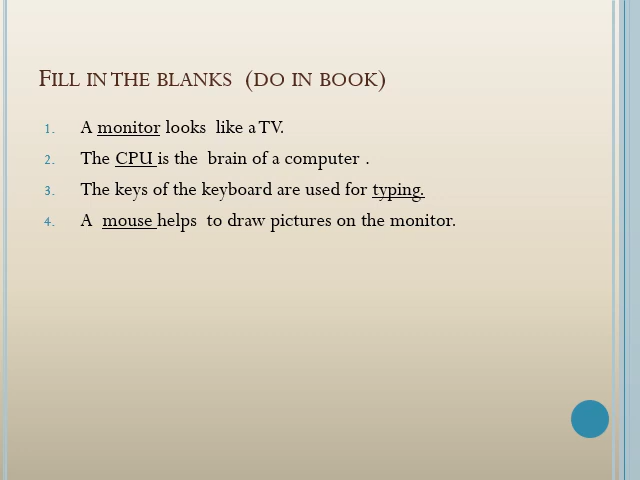 FILL IN THE BLANKS (DO IN BOOK)
1. A monitor looks like a TV.
2. The CPU is the brain of a computer .
3. The keys of the keyboard are used for typing.
4. A mouse helps to draw pictures on the monitor.